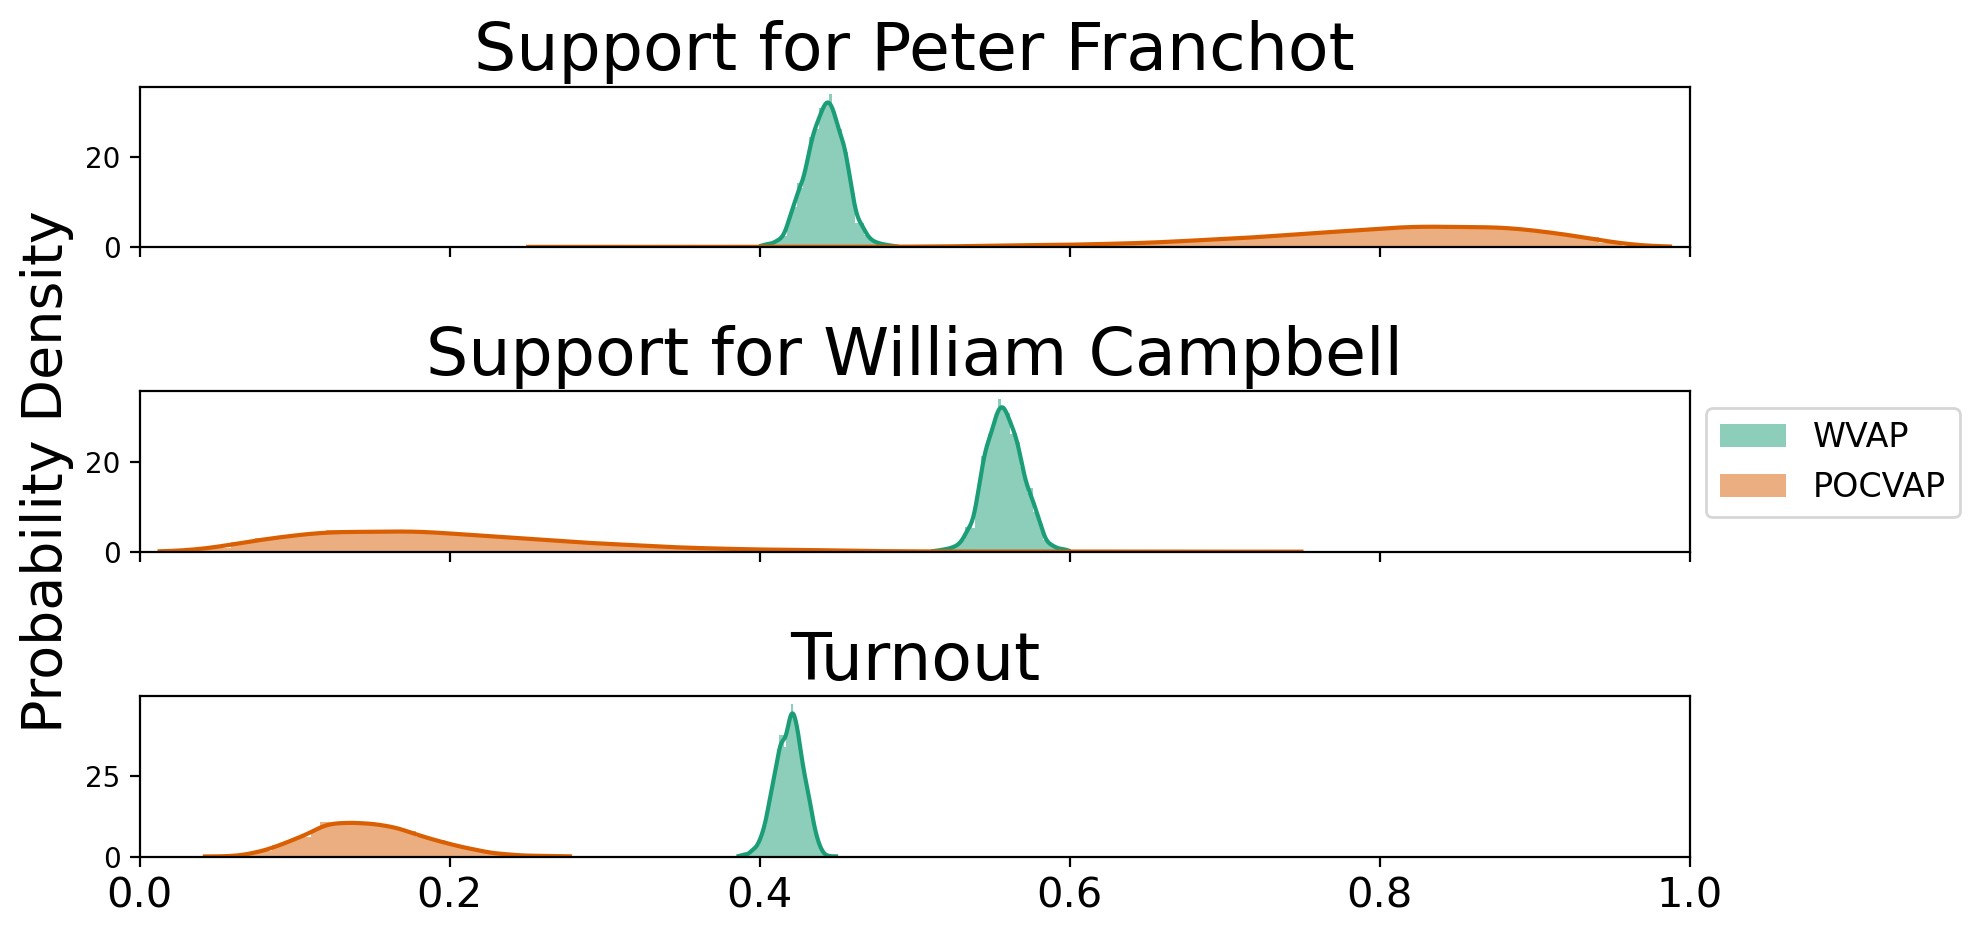 Support for Peter Franchot
20
0
Support for William Campbell
20
0
Probability Density
WVAP
POCVAP
Turnout
25
0
0.0 0.2 0.4 0.6 0.8 1.0